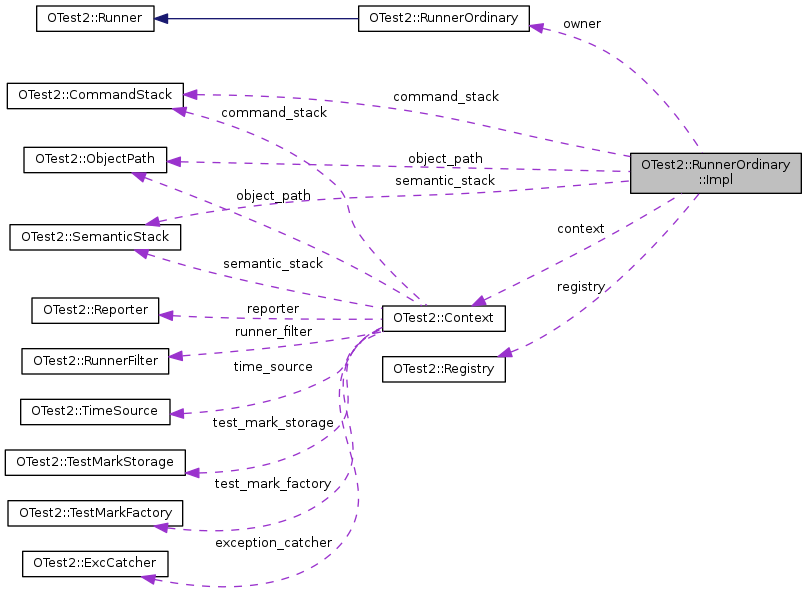 OTest2::Runner
OTest2::RunnerOrdinary
owner
OTest2::CommandStack
command_stack
command_stack
OTest2::ObjectPath
object_path
OTest2::RunnerOrdinary
::Impl
semantic_stack
object_path
OTest2::SemanticStack
context
semantic_stack
registry
OTest2::Reporter
reporter
OTest2::Context
runner_filter
OTest2::RunnerFilter
time_source
OTest2::Registry
OTest2::TimeSource
test_mark_storage
OTest2::TestMarkStorage
test_mark_factory
OTest2::TestMarkFactory
exception_catcher
OTest2::ExcCatcher